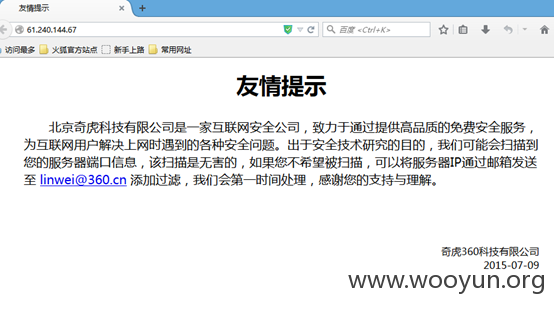 友情提示
61.240.144.67
百度 <Ctrl+K>
访问最多 火狐官方站点 新手上路 常用网址
友情提示
北京奇虎科技有限公司是一家互联网安全公司，致力于通过提供高品质的免费安全服务，
为互联网用户解决上网时遇到的各种安全问题。出于安全技术研究的目的，我们可能会扫描到
您的服务器端口信息，该扫描是无害的，如果您不希望被扫描，可以将服务器IP通过邮箱发送
至 linwei@360.cn 添加过滤，我们会第一时间处理，感谢您的支持与理解。
奇虎360科技有限公司
2015-07-09
www.wooyun.org